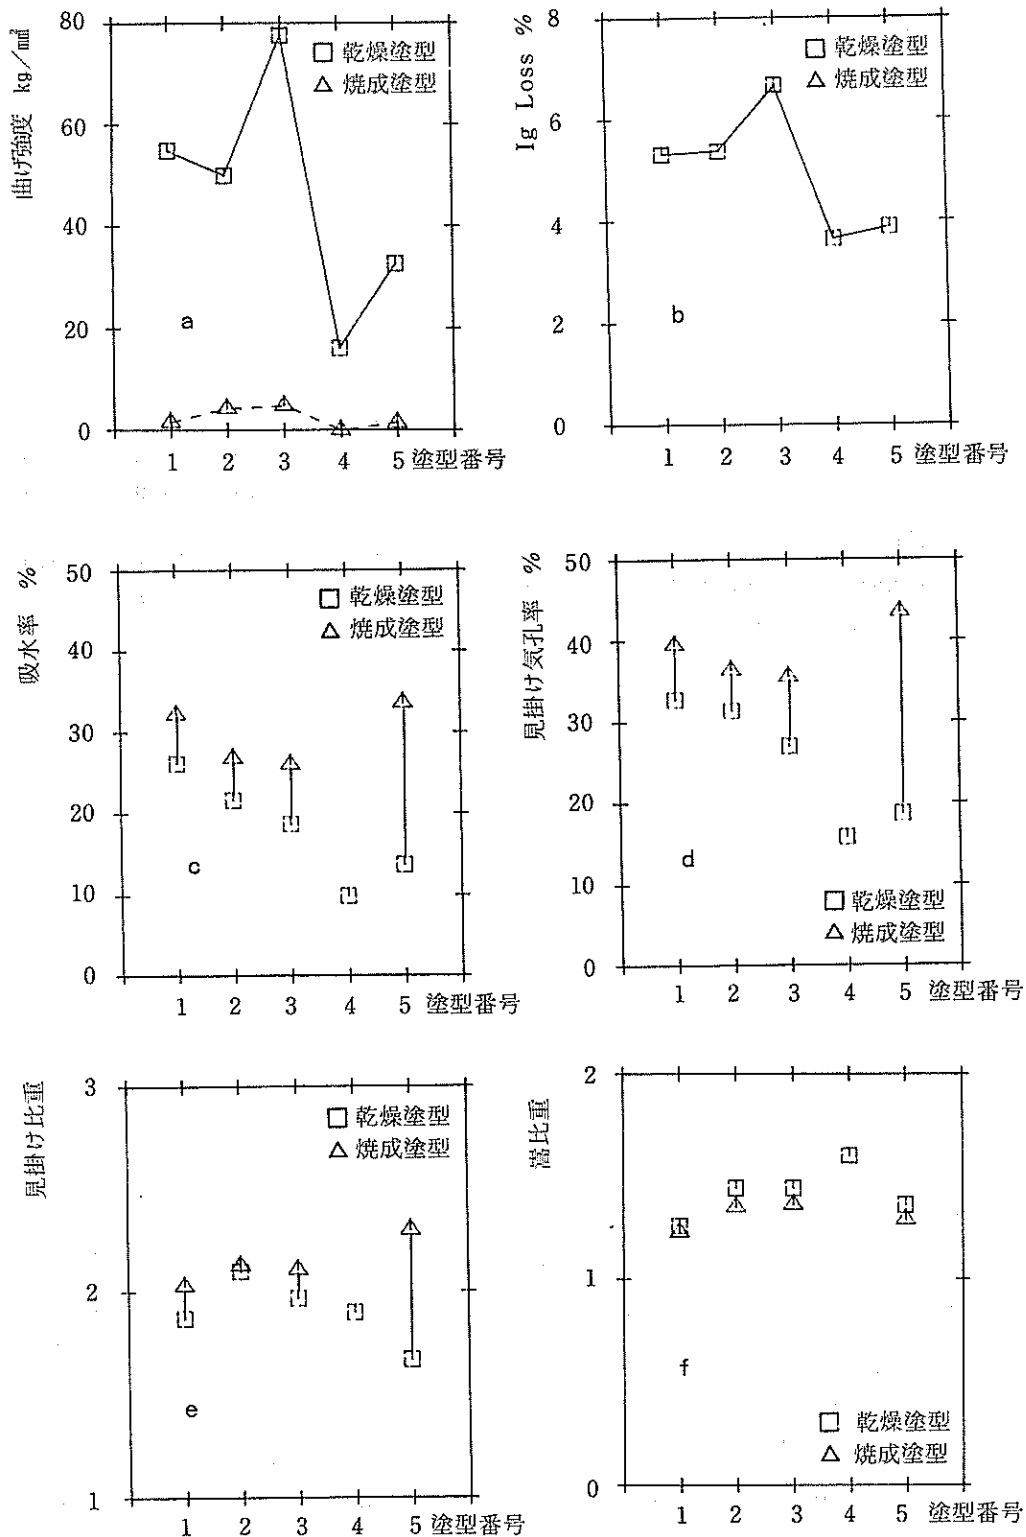 曲げ強度 kg/㎟
80
60
40
20
0
□ 乾燥塗型
△ 焼成塗型
a
1 2 3 4 5 塗型番号
Ig Loss %
8
6
4
2
0
□ 乾燥塗型
△ 焼成塗型
b
1 2 3 4 5 塗型番号
吸水率 %
50
40
30
20
10
0
□ 乾燥塗型
△ 焼成塗型
c
1 2 3 4 5 塗型番号
見掛け気孔率 %
50
40
30
20
10
0
d
□ 乾燥塗型
△ 焼成塗型
1 2 3 4 5 塗型番号
見掛け比重
3
2
1
□ 乾燥塗型
△ 焼成塗型
e
1 2 3 4 5 塗型番号
嵩比重
2
1
0
f
□ 乾燥塗型
△ 焼成塗型
1 2 3 4 5 塗型番号